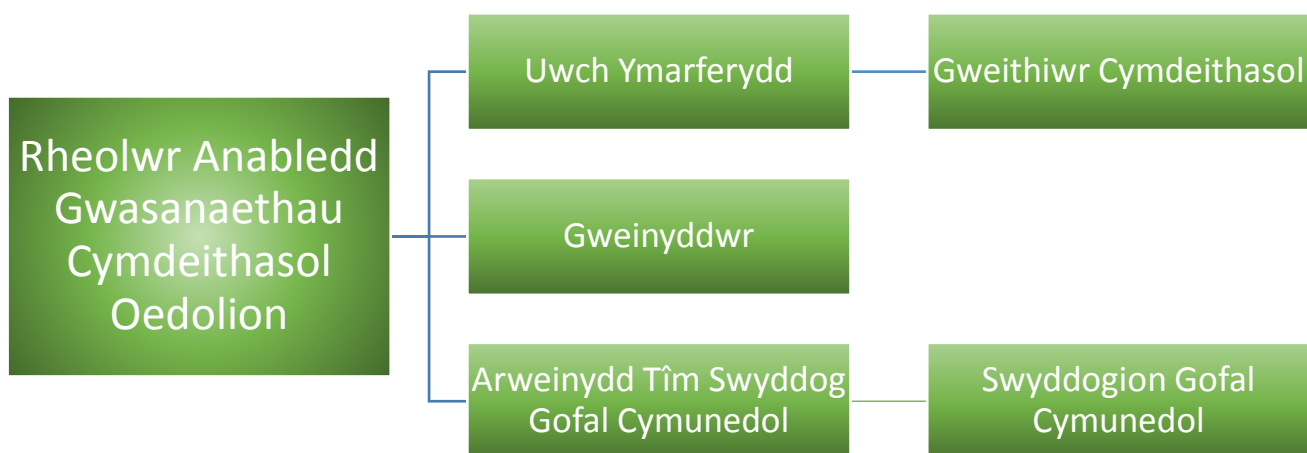 Rheolwr Anabledd
Gwasanaethau
Cymdeithasol
Oedolion
Uwch Ymarferydd
Gweithiwr Cymdeithasol
Gweinyddwr
Arweinydd Tîm Swyddog
Gofal Cymunedol
Swyddogion Gofal
Cymunedol